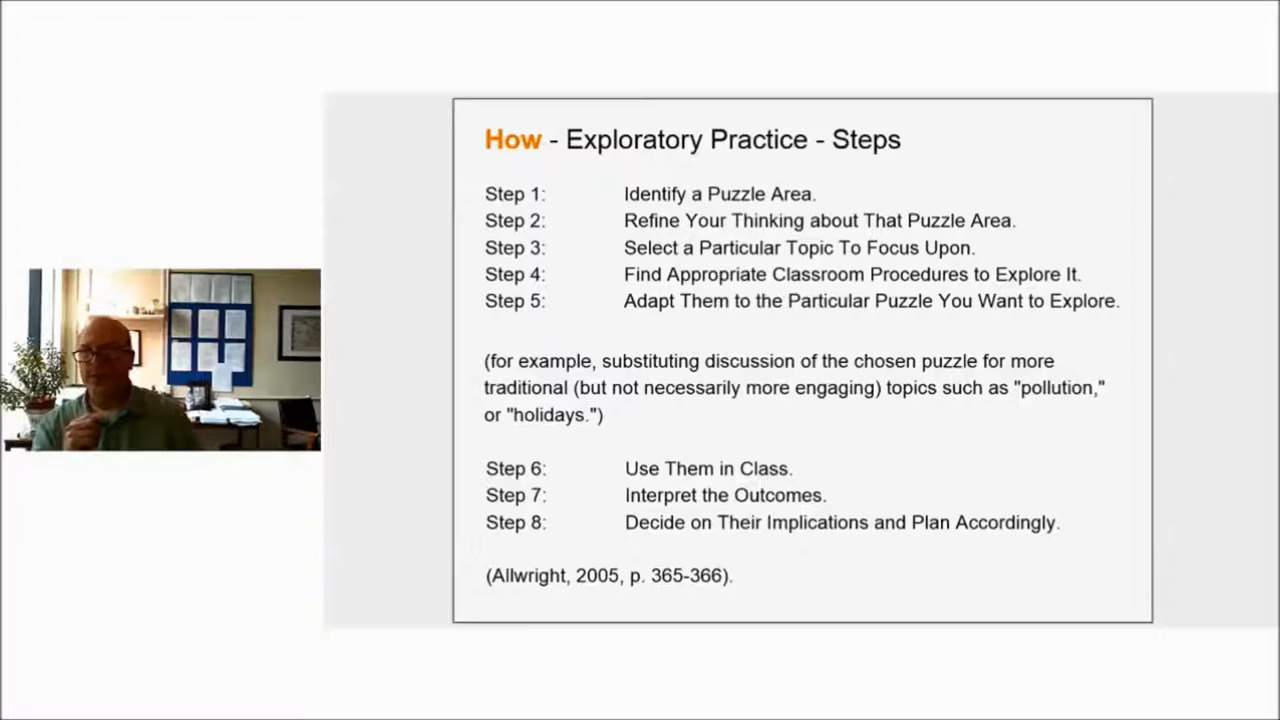 How - Exploratory Practice - Steps
Step 1: Identify a Puzzle Area.
Step 2: Refine Your Thinking about That Puzzle Area.
Step 3: Select a Particular Topic To Focus Upon.
Step 4: Find Appropriate Classroom Procedures to Explore It.
Step 5: Adapt Them to the Particular Puzzle You Want to Explore.
(for example, substituting discussion of the chosen puzzle for more
traditional (but not necessarily more engaging) topics such as "pollution,"
or "holidays.")
Step 6: Use Them in Class.
Step 7: Interpret the Outcomes.
Step 8: Decide on Their Implications and Plan Accordingly.
(Allwright, 2005, p. 365-366).